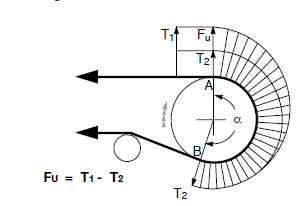 T1 Fu
T2
A
α
B
T2
FU = T1 - T2